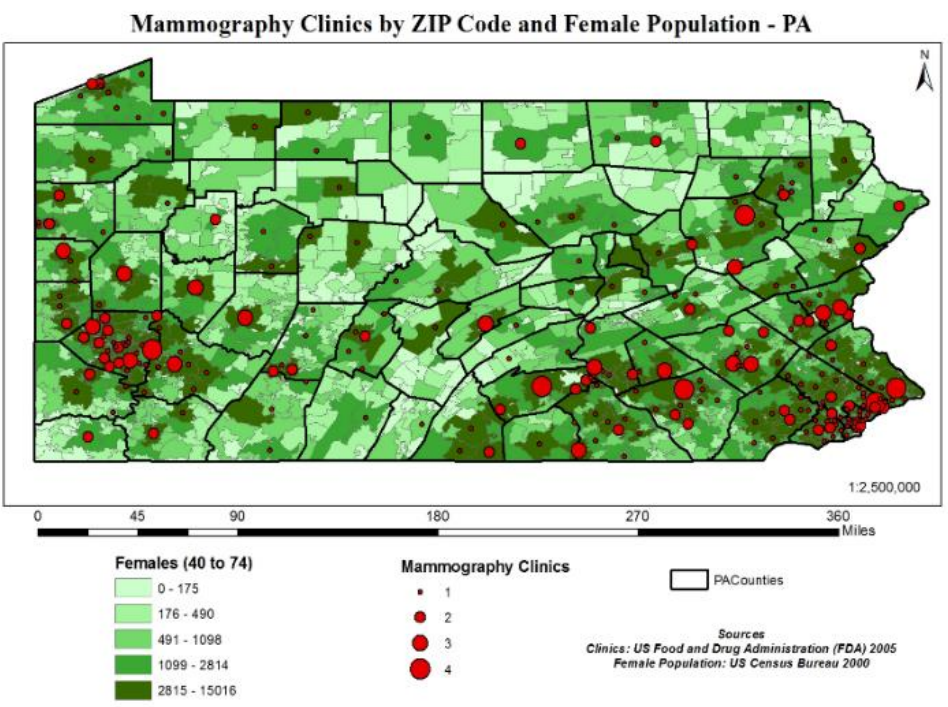 Mammography Clinics by ZIP Code and Female Population - PA
N
1:2,500,000
0 45 90 180 270 360
Miles
Females (40 to 74)
0 - 175
176 - 490
491 - 1098
1099 - 2814
2815 - 15016
Mammography Clinics
1
2
3
4
PACounties
Sources
Clinics: US Food and Drug Administration (FDA) 2005
Female Population: US Census Bureau 2000